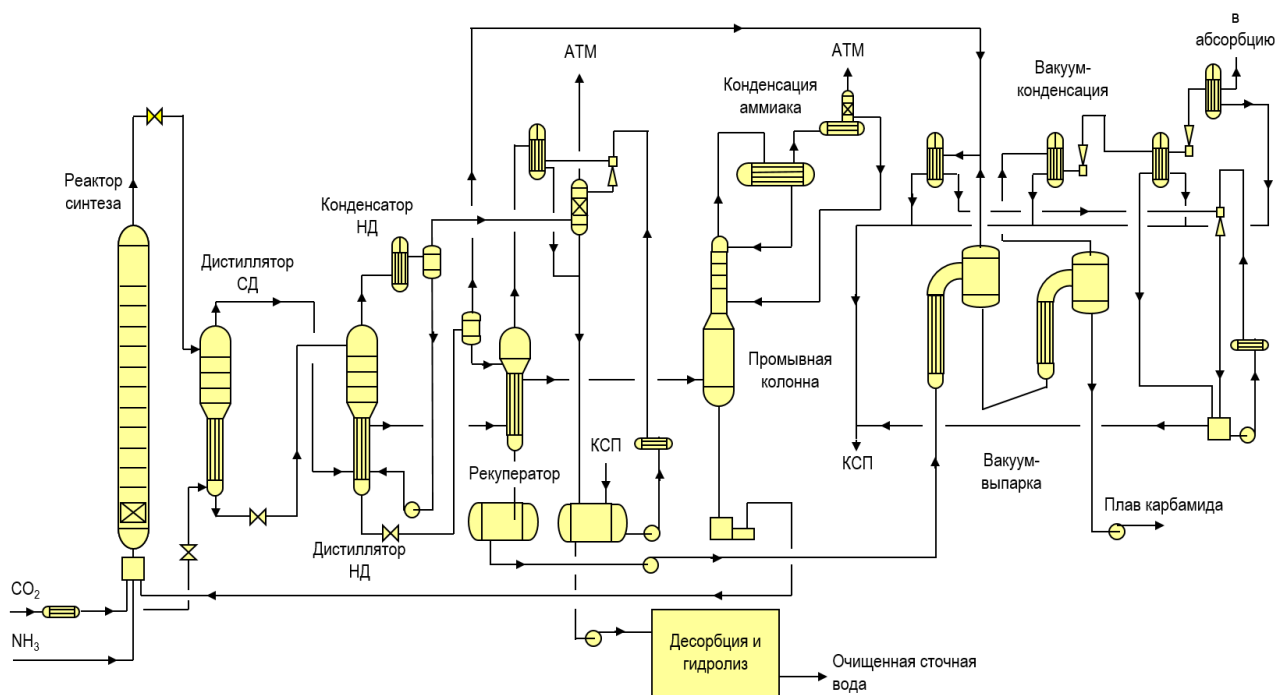 в
абсорбцию
АТМ
АТМ
Конденсация
аммиака
Вакуум-
конденсация
Реактор
синтеза
Конденсатор
НД
Дистиллятор
СД
Промывная
колонна
Рекуператор
КСП
КСП
Вакуум-
выпарка
Плав карбамида
Дистиллятор
НД
CO₂
NH₃
Десорбция и
гидролиз
Очищенная сточная
вода